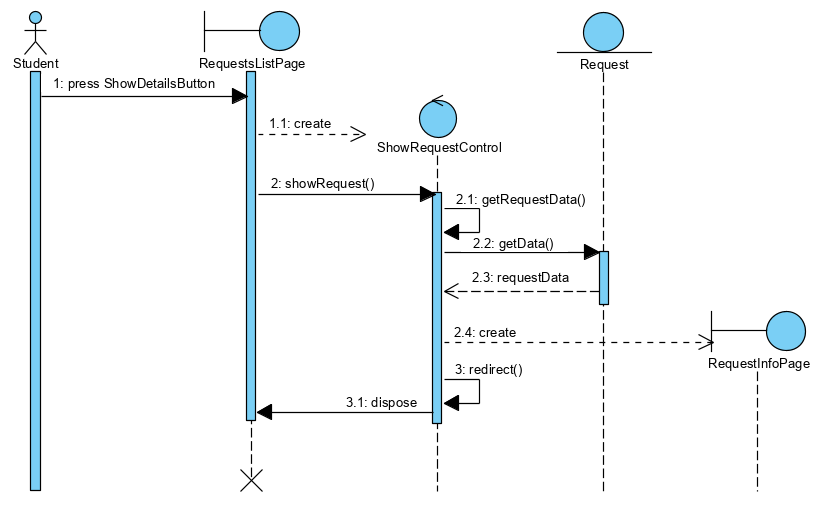 Student
RequestsListPage
Request
1: press ShowDetailsButton
1.1: create
ShowRequestControl
2: showRequest()
2.1: getRequestData()
2.2: getData()
2.3: requestData
2.4: create
RequestInfoPage
3: redirect()
3.1: dispose